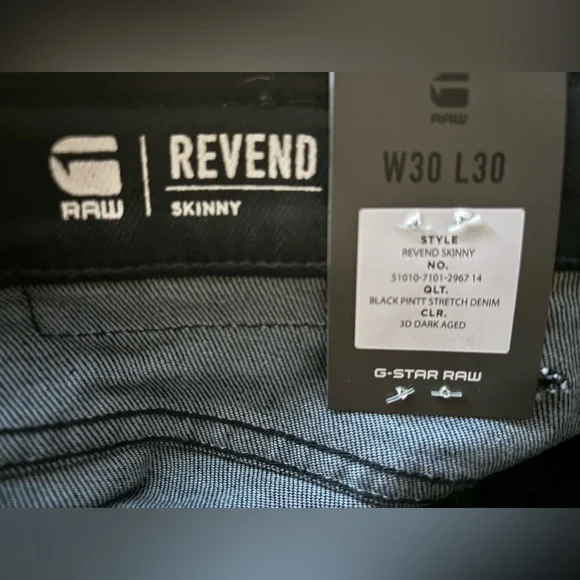 RAW
REVEND
SKINNY
RAW
W30 L30
STYLE
REVEND SKINNY
NO.
51010-7101-2967 14
QLT.
BLACK PINTT STRETCH DENIM
CLR.
3D DARK AGED
G-STAR RAW